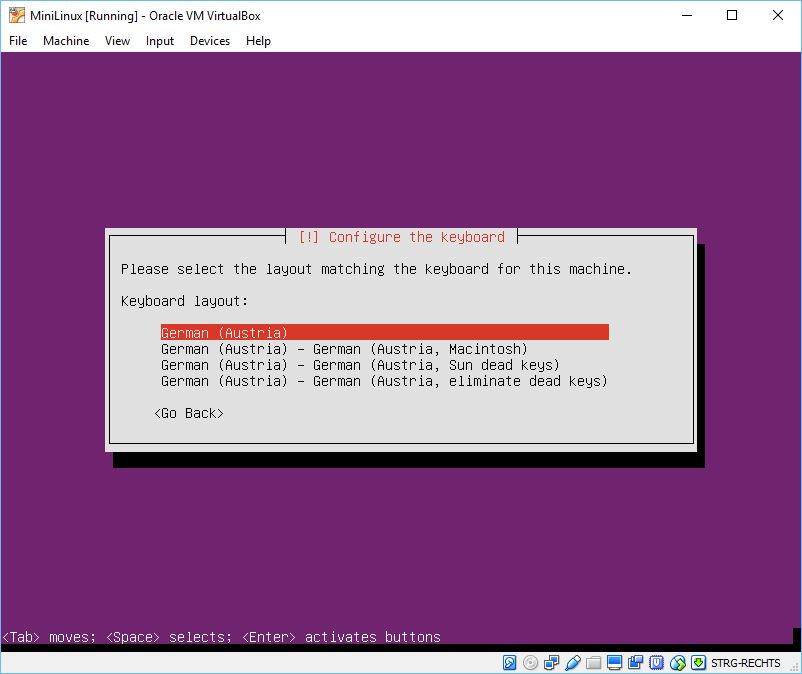 MiniLinux [Running] - Oracle VM VirtualBox
File Machine View Input Devices Help
[!] Configure the keyboard
Please select the layout matching the keyboard for this machine.
Keyboard layout:
German (Austria)
German (Austria) – German (Austria, Macintosh)
German (Austria) – German (Austria, Sun dead keys)
German (Austria) – German (Austria, eliminate dead keys)
<Go Back>
<Tab> moves; <Space> selects; <Enter> activates buttons
STRG-RECHTS